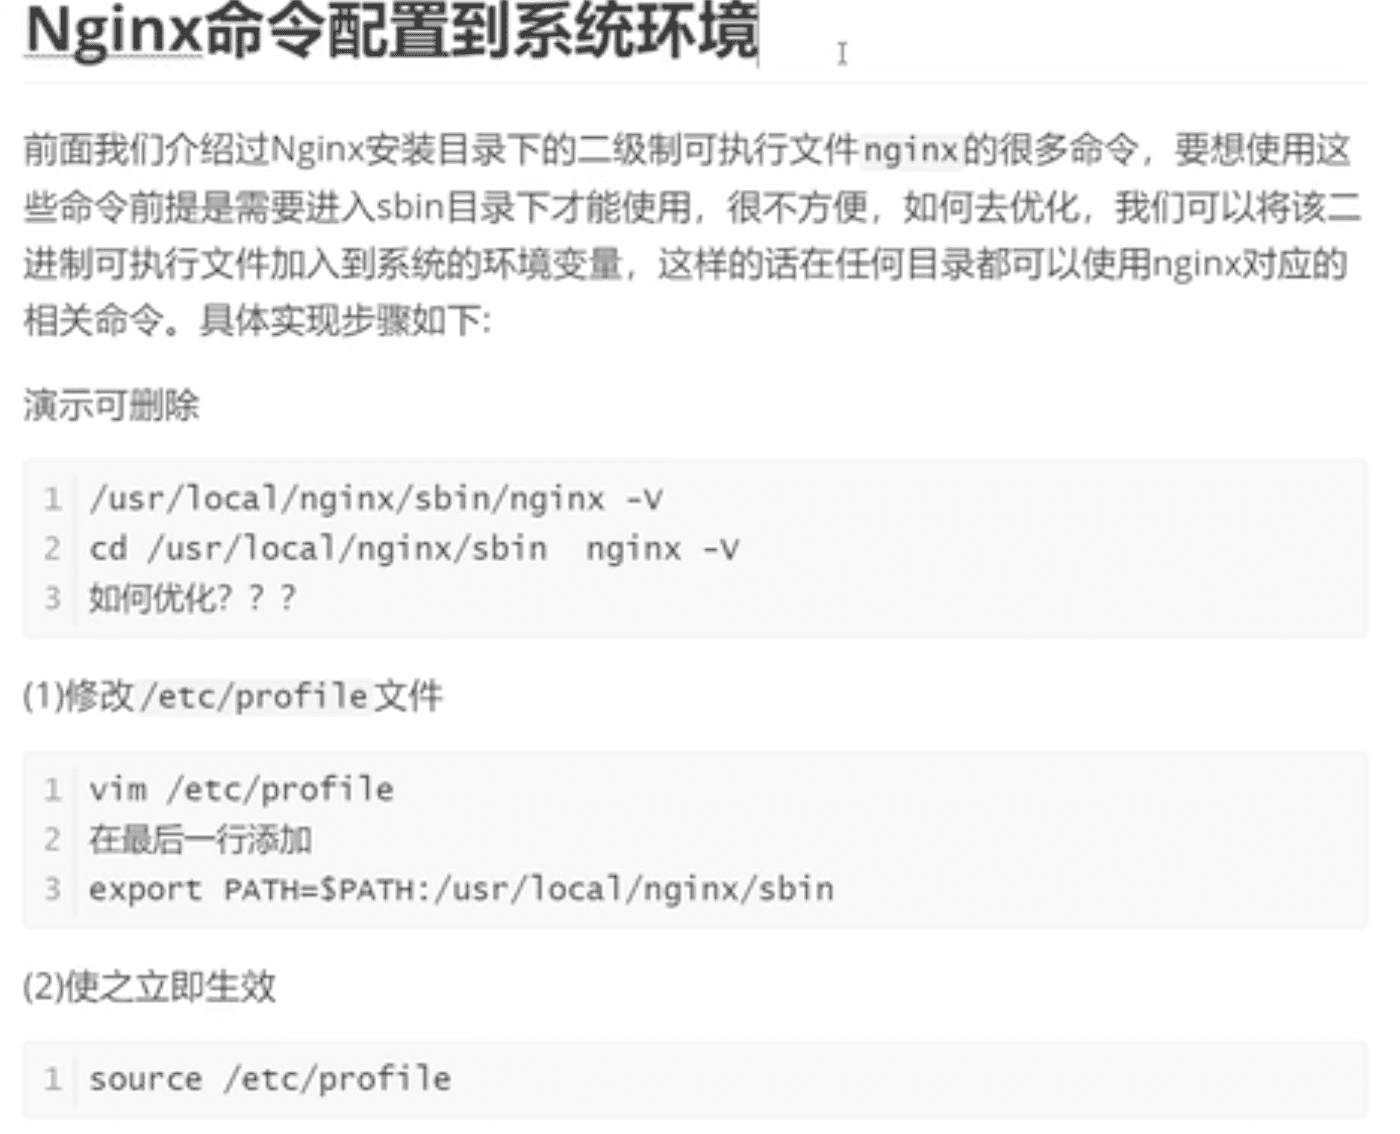 Nginx命令配置到系统环境
前面我们介绍过Nginx安装目录下的二级制可执行文件nginx的很多命令，要想使用这
些命令前提是需要进入sbin目录下才能使用，很不方便，如何去优化，我们可以将该二
进制可执行文件加入到系统的环境变量，这样的话在任何目录都可以使用nginx对应的
相关命令。具体实现步骤如下:
演示可删除
1 /usr/local/nginx/sbin/nginx -V
2 cd /usr/local/nginx/sbin  nginx -V
3 如何优化？？？
(1)修改/etc/profile文件
1 vim /etc/profile
2 在最后一行添加
3 export PATH=$PATH:/usr/local/nginx/sbin
(2)使之立即生效
1 source /etc/profile